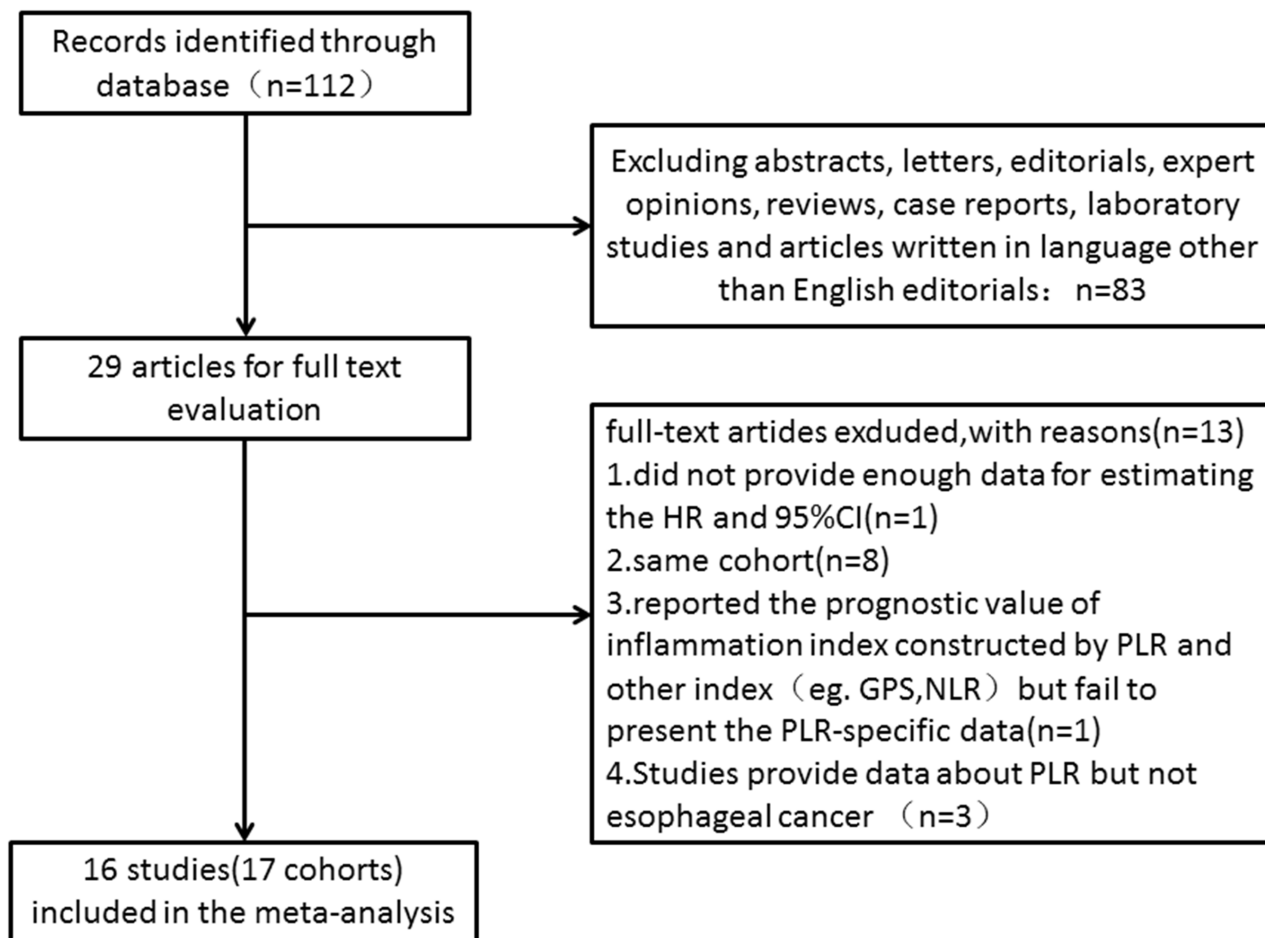 Records identified through
database（n=112）
Excluding abstracts, letters, editorials, expert
opinions, reviews, case reports, laboratory
studies and articles written in language other
than English editorials： n=83
29 articles for full text
evaluation
full-text artides exduded,with reasons(n=13)
1.did not provide enough data for estimating
the HR and 95%CI(n=1)
2.same cohort(n=8)
3.reported the prognostic value of
inflammation index constructed by PLR and
other index（eg. GPS,NLR）but fail to
present the PLR-specific data(n=1)
4.Studies provide data about PLR but not
esophageal cancer （n=3）
16 studies(17 cohorts)
included in the meta-analysis